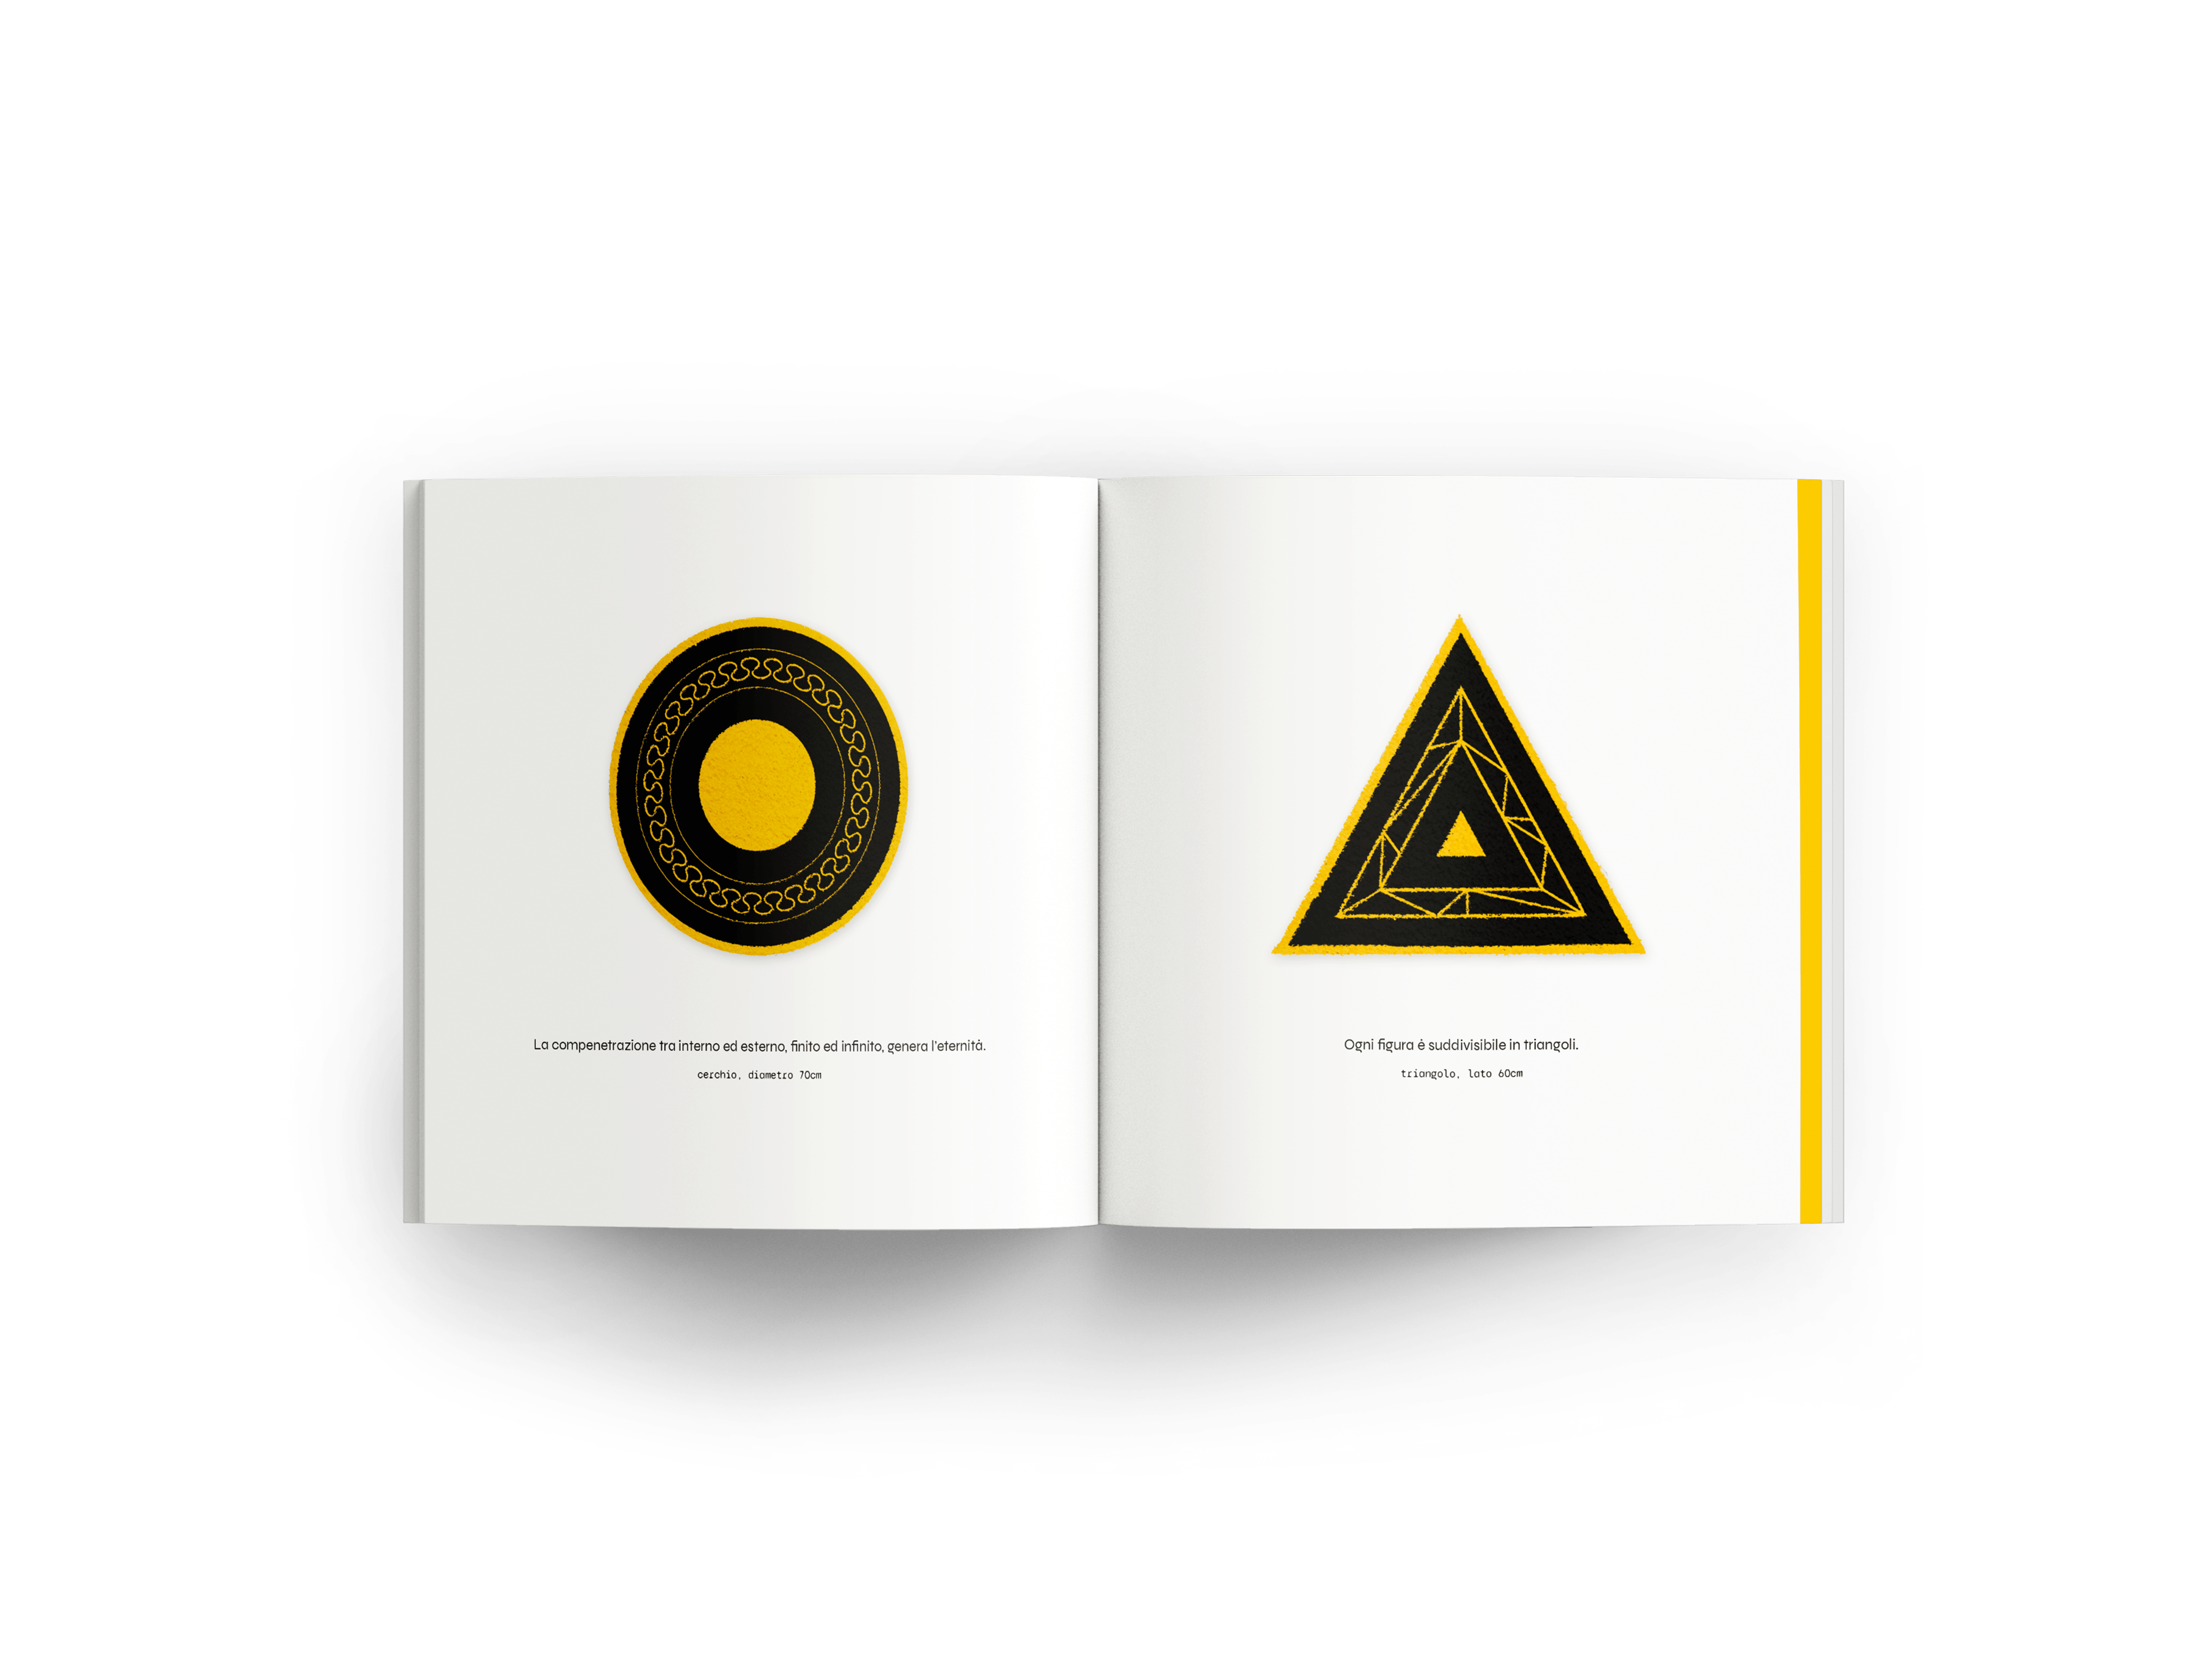 La compenetrazione tra interno ed esterno, finito ed infinito, genera l'eternità.
cerchio, diametro 70cm
Ogni figura è suddivisibile in triangoli.
triangolo, lato 60cm